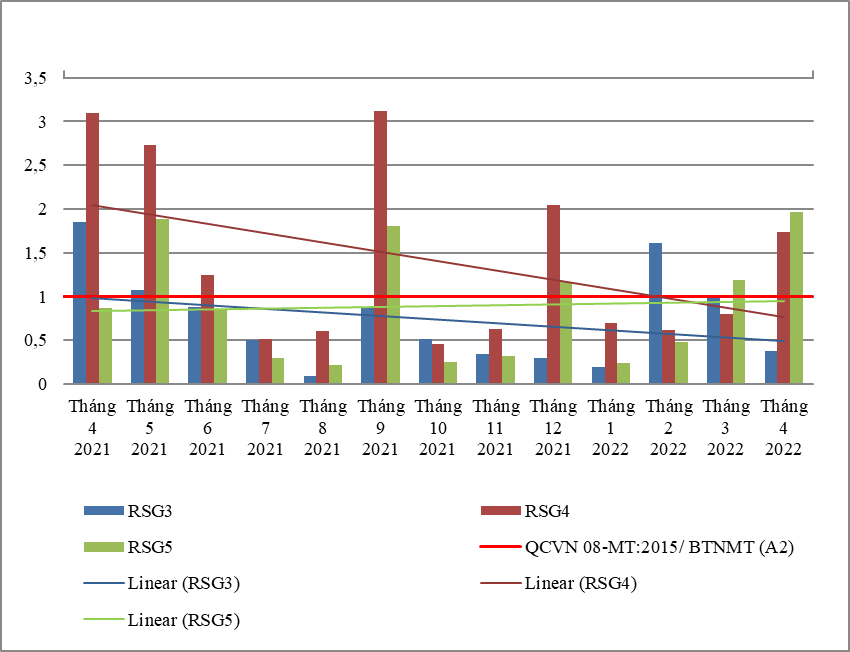 3,5
3
2,5
2
1,5
1
0,5
0
Tháng Tháng Tháng Tháng Tháng Tháng Tháng Tháng Tháng Tháng Tháng Tháng Tháng
4 5 6 7 8 9 10 11 12 1 2 3 4
2021 2021 2021 2021 2021 2021 2021 2021 2021 2022 2022 2022 2022
RSG3 RSG4
RSG5 QCVN 08-MT:2015/ BTNMT (A2)
Linear (RSG3) Linear (RSG4)
Linear (RSG5)